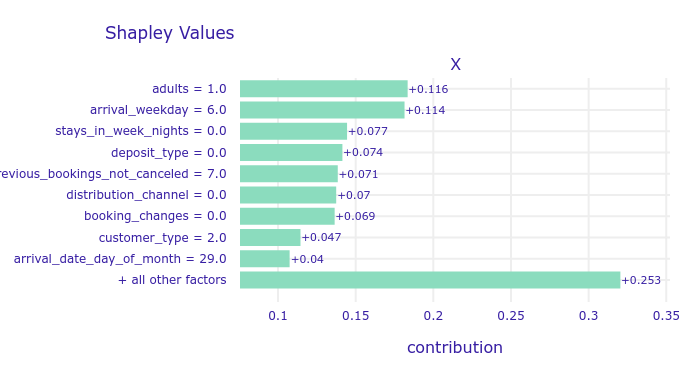 Shapley Values
X
adults = 1.0
+0.116
arrival_weekday = 6.0
+0.114
stays_in_week_nights = 0.0
+0.077
deposit_type = 0.0
+0.074
revious_bookings_not_canceled = 7.0
+0.071
distribution_channel = 0.0
+0.07
booking_changes = 0.0
+0.069
customer_type = 2.0
+0.047
arrival_date_day_of_month = 29.0
+0.04
+ all other factors
+0.253
0.1 0.15 0.2 0.25 0.3 0.35
contribution